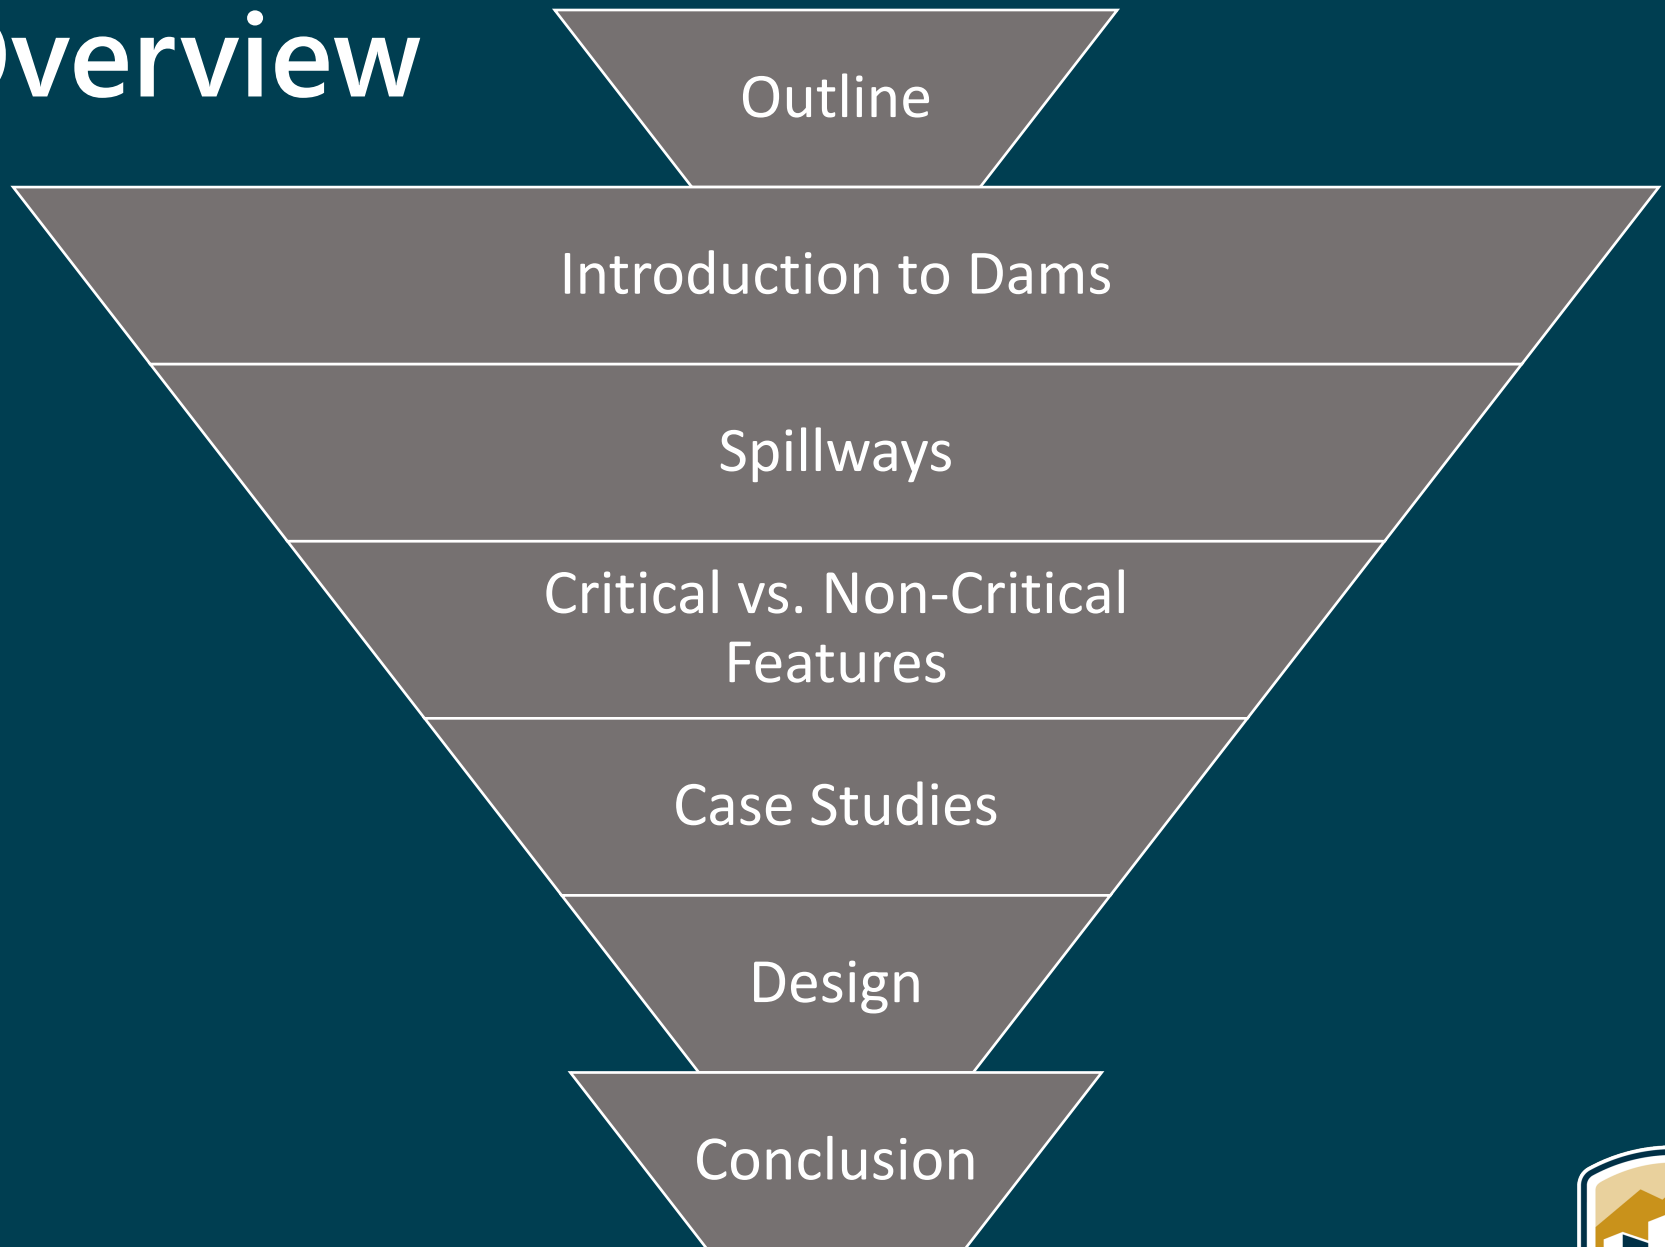 Overview
Outline
Introduction to Dams
Spillways
Critical vs. Non-Critical
Features
Case Studies
Design
Conclusion